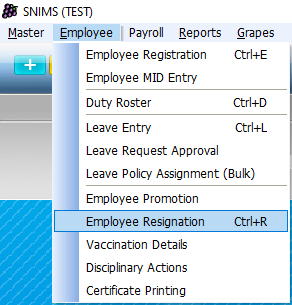 SNIMS (TEST)
Master Employee Payroll Reports Grapes
Employee Registration Ctrl+E
Employee MID Entry
Duty Roster Ctrl+D
Leave Entry Ctrl+L
Leave Request Approval
Leave Policy Assignment (Bulk)
Employee Promotion
Employee Resignation Ctrl+R
Vaccination Details
Disciplinary Actions
Certificate Printing